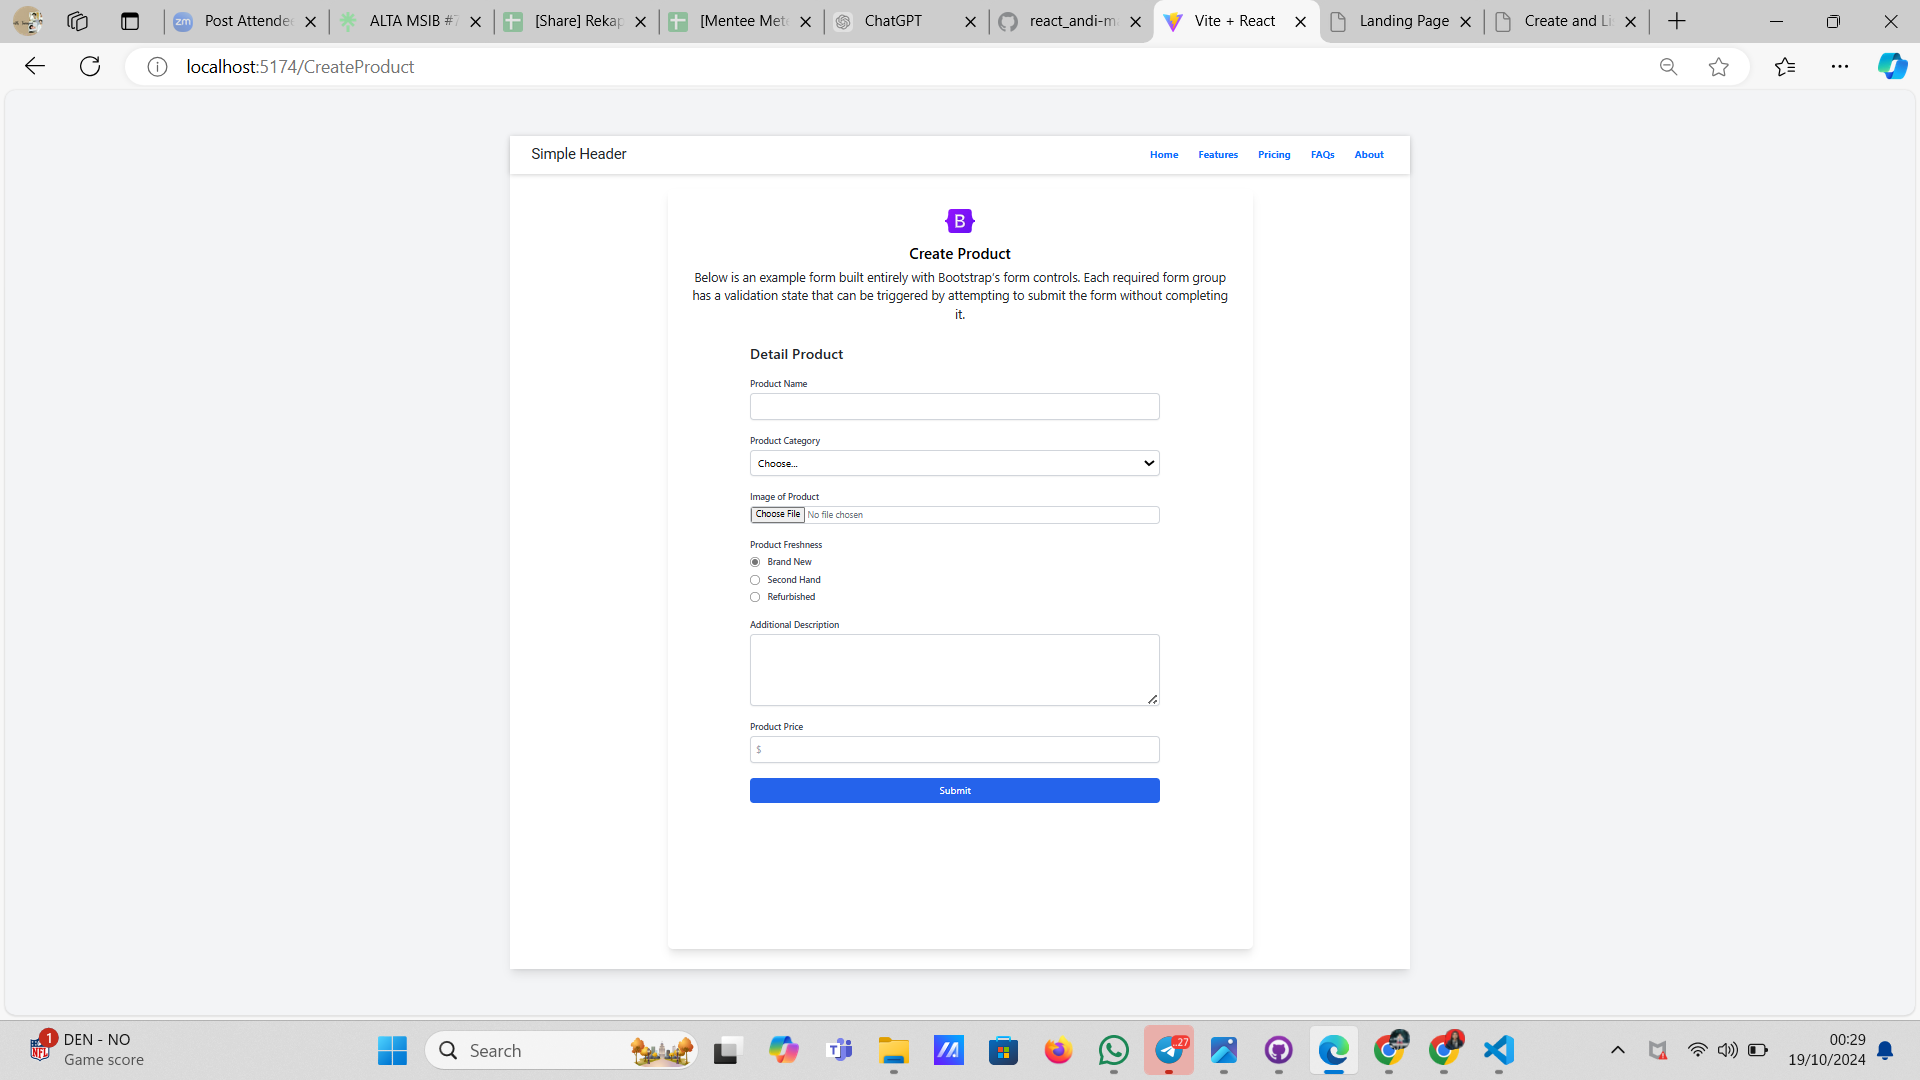 zm Post Attende
ALTA MSIB #7
[Share] Rekap
[Mentee Met
ChatGPT
react_andi-m
Vite + React
Landing Page
Create and Li
localhost:5174/CreateProduct
Simple Header
Home Features Pricing FAQs About
B
Create Product
Below is an example form built entirely with Bootstrap's form controls. Each required form group
has a validation state that can be triggered by attempting to submit the form without completing
it.
Detail Product
Product Name
Product Category
Choose...
Image of Product
Choose File No file chosen
Product Freshness
Brand New
Second Hand
Refurbished
Additional Description
Product Price
$
Submit
1
NFL
DEN - NO
Game score
Search
..27
00:29
19/10/2024